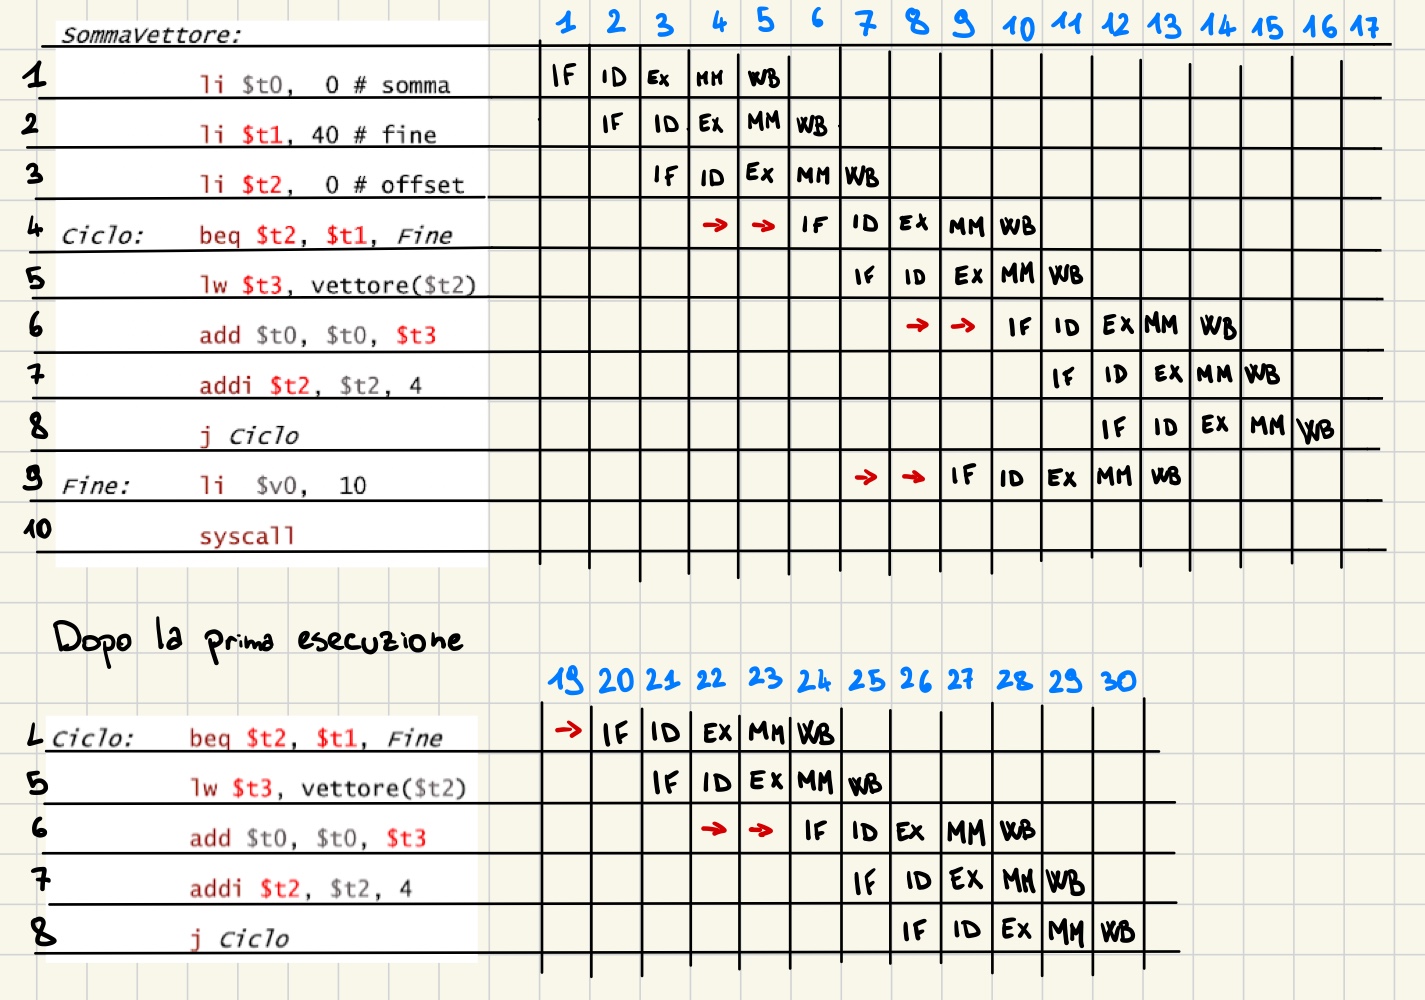 SommaVettore: 1 2 3 4 5 6 7 8 9 10 11 12 13 14 15 16 17
1 li $t0, 0 # somma IF ID EX MM WB
2 li $t1, 40 # fine IF ID EX MM WB
3 li $t2, 0 # offset IF ID EX MM WB
4 Ciclo: beq $t2, $t1, Fine → → IF ID EX MM WB
5 lw $t3, vettore($t2) IF ID EX MM WB
6 add $t0, $t0, $t3 → → IF ID EX MM WB
7 addi $t2, $t2, 4 IF ID EX MM WB
8 j Ciclo IF ID EX MM WB
9 Fine: li $v0, 10 → → IF ID EX MM WB
10 syscall
Dopo la prima esecuzione
19 20 21 22 23 24 25 26 27 28 29 30
4 Ciclo: beq $t2, $t1, Fine → IF ID EX MM WB
5 lw $t3, vettore($t2) IF ID EX MM WB
6 add $t0, $t0, $t3 → → IF ID EX MM WB
7 addi $t2, $t2, 4 IF ID EX MM WB
8 j Ciclo IF ID EX MM WB